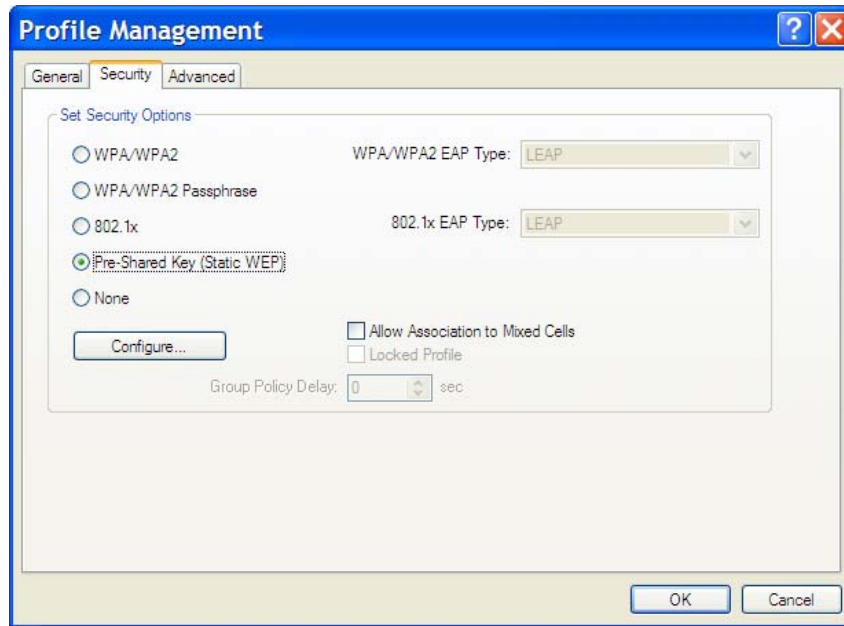 Profile Management
General Security Advanced
Set Security Options
WPA/WPA2 WPA/WPA2 EAP Type: LEAP
WPA/WPA2 Passphrase
802.1x 802.1x EAP Type: LEAP
Pre-Shared Key (Static WEP)
None
Allow Association to Mixed Cells
Configure...
Locked Profile
Group Policy Delay: 0 sec
OK Cancel